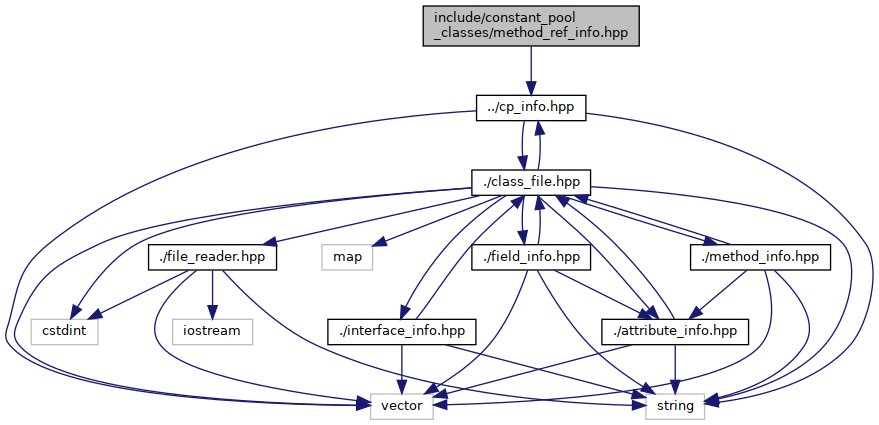 include/constant_pool
_classes/method_ref_info.hpp
../cp_info.hpp
./class_file.hpp
./file_reader.hpp
map
./field_info.hpp
./method_info.hpp
cstdint
iostream
./interface_info.hpp
./attribute_info.hpp
vector
string